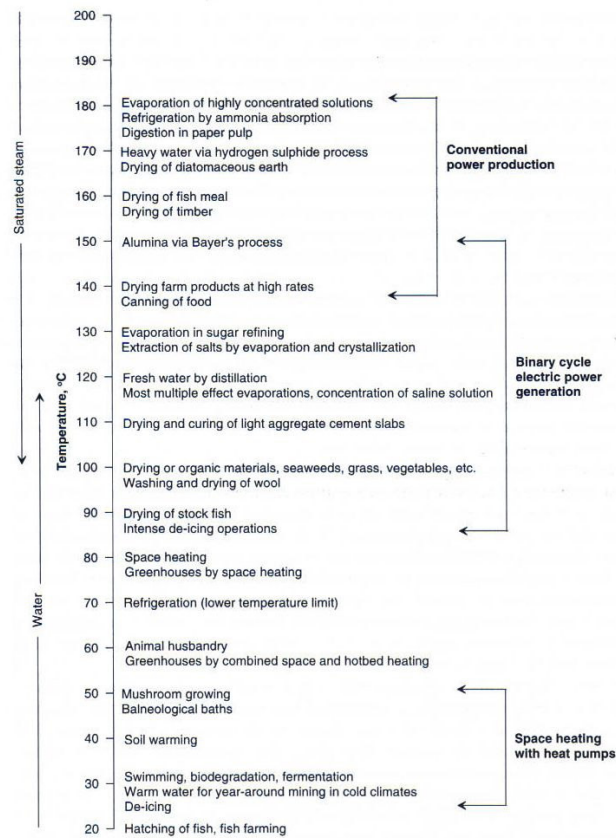 200
190
180
Evaporation of highly concentrated solutions
Refrigeration by ammonia absorption
Digestion in paper pulp
170
Heavy water via hydrogen sulphide process
Drying of diatomaceous earth
160
Drying of fish meal
Drying of timber
150
Alumina via Bayer's process
140
Drying farm products at high rates
Canning of food
130
Evaporation in sugar refining
Extraction of salts by evaporation and crystallization
120
Fresh water by distillation
Most multiple effect evaporations, concentration of saline solution
110
Drying and curing of light aggregate cement slabs
100
Drying or organic materials, seaweeds, grass, vegetables, etc.
Washing and drying of wool
90
Drying of stock fish
Intense de-icing operations
80
Space heating
Greenhouses by space heating
70
Refrigeration (lower temperature limit)
60
Animal husbandry
Greenhouses by combined space and hotbed heating
50
Mushroom growing
Balneological baths
40
Soil warming
30
Swimming, biodegradation, fermentation
Warm water for year-around mining in cold climates
De-icing
20
Hatching of fish, fish farming
Saturated steam
Water
Temperature, °C
Conventional
power production
Binary cycle
electric power
generation
Space heating
with heat pumps